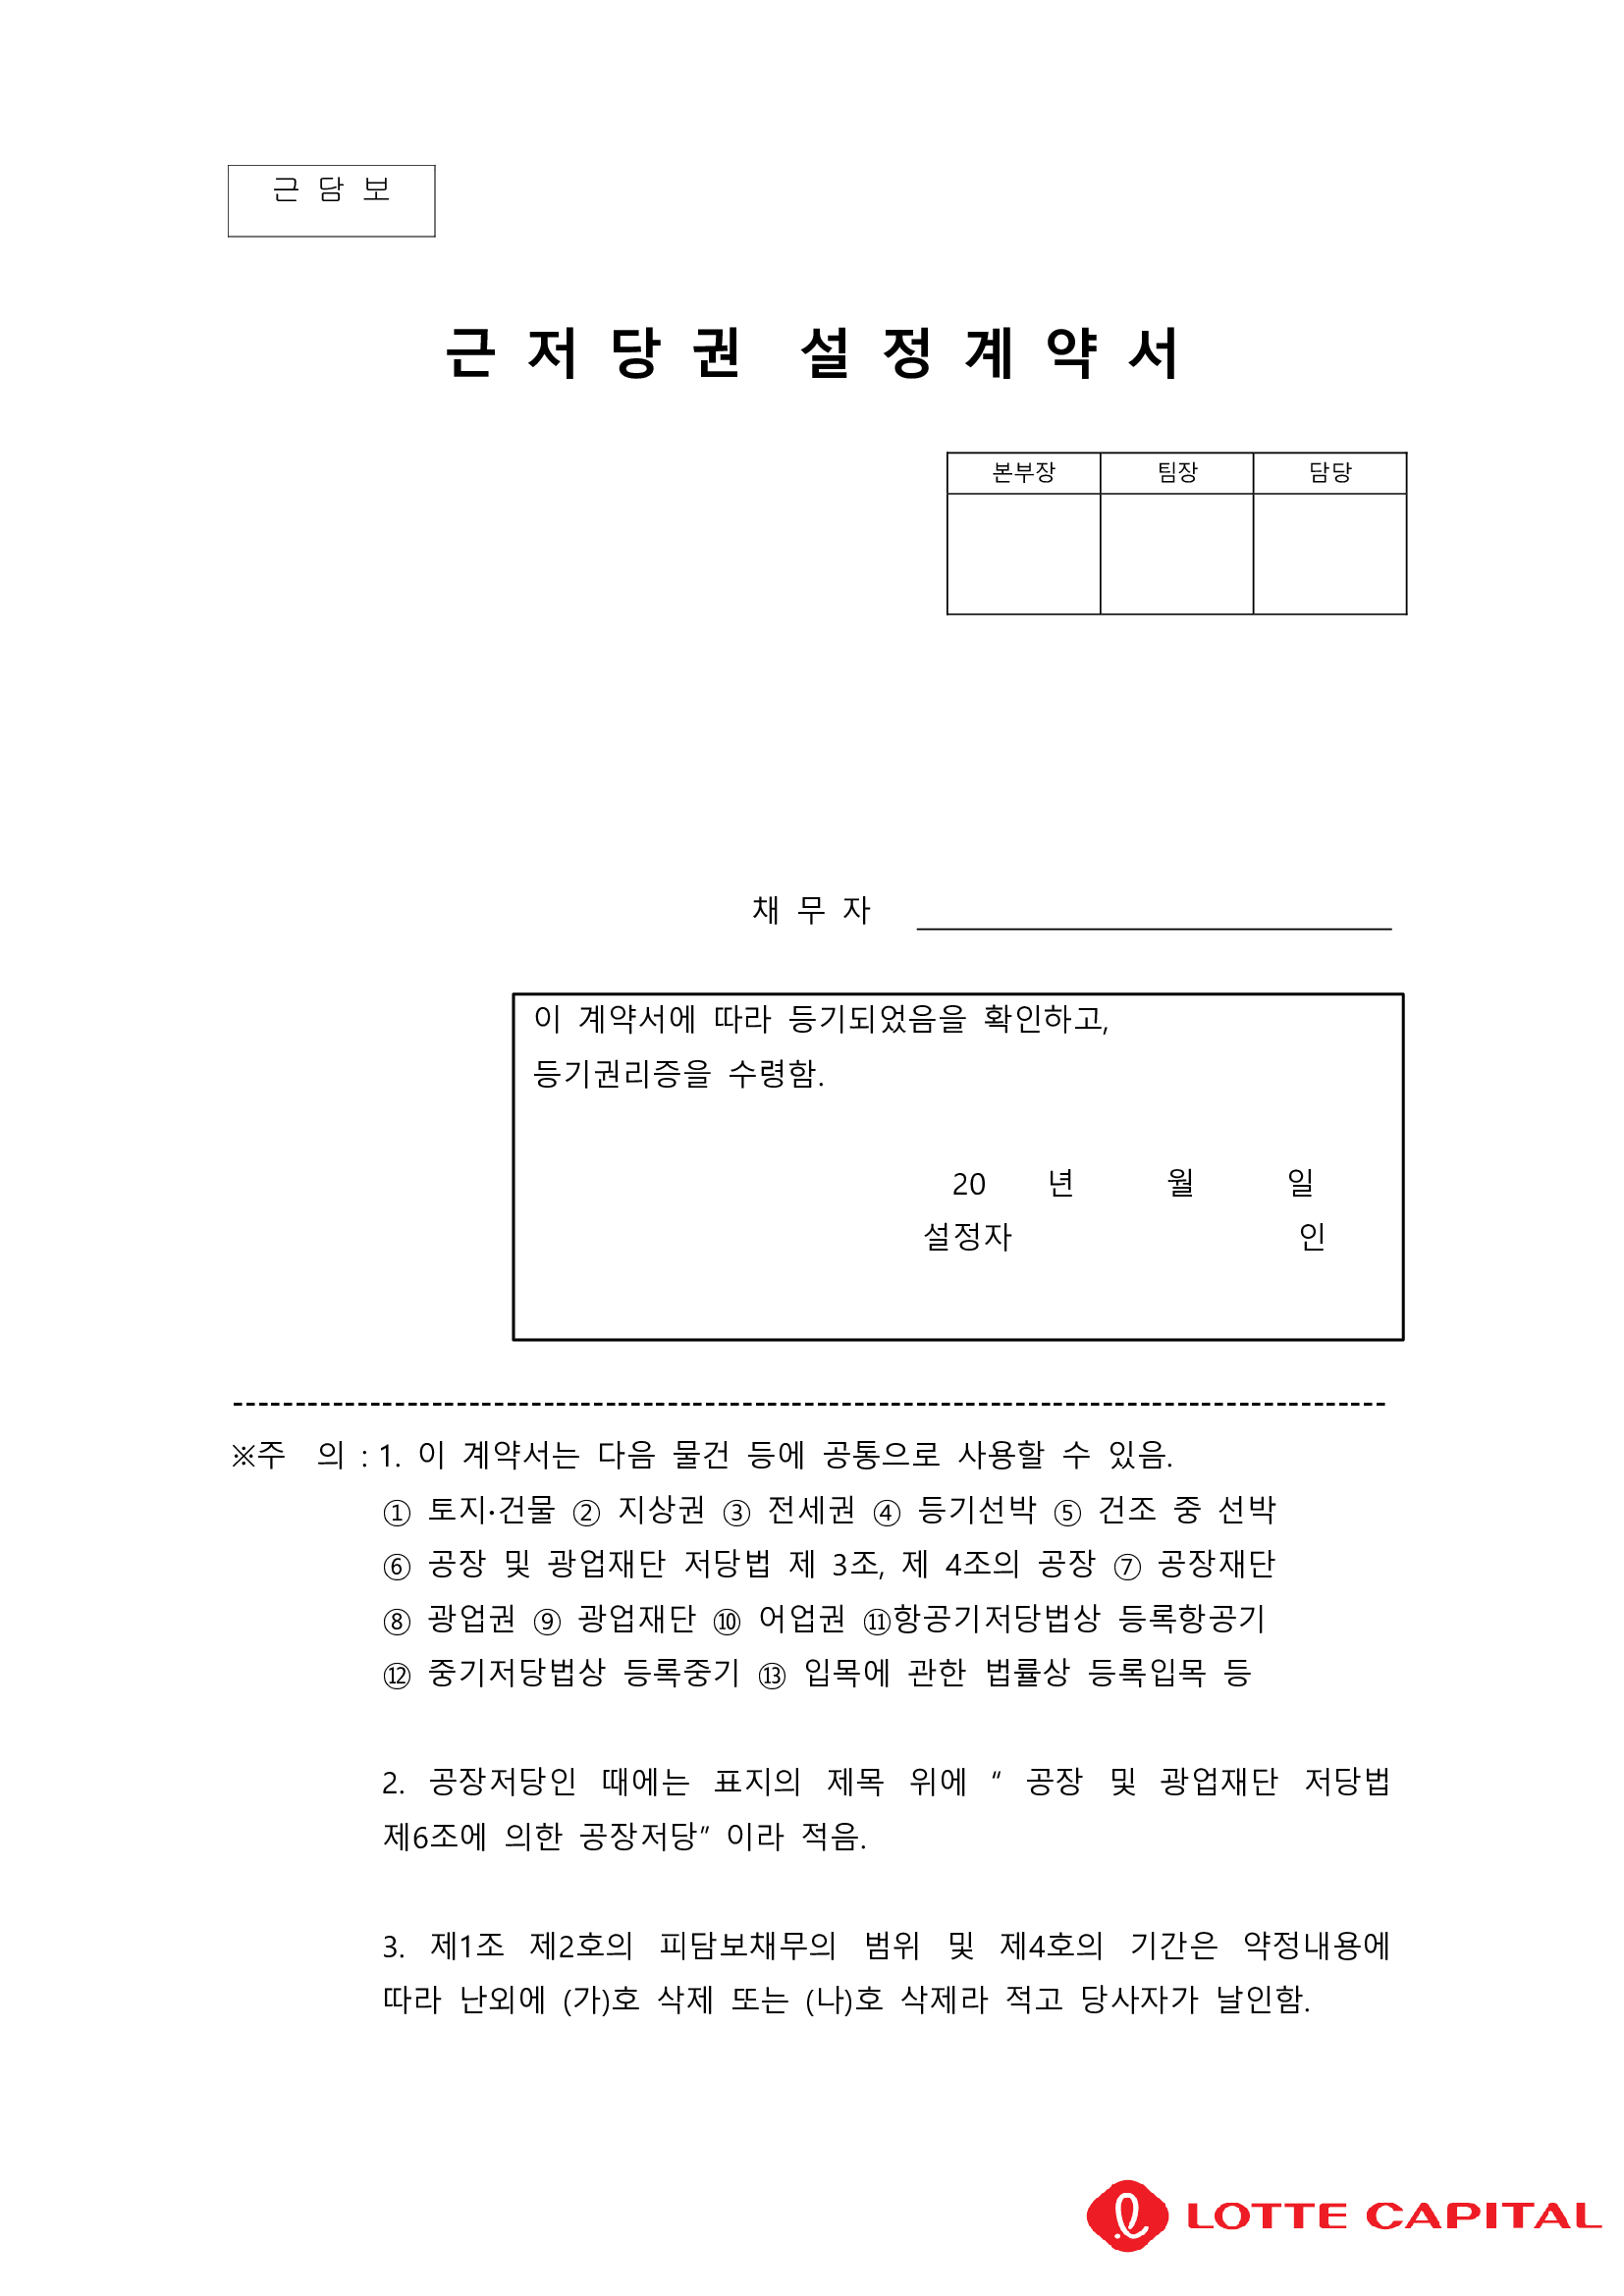 근 담 보
근 저 당 권 설 정 계 약 서
본부장 팀장 담당
채 무 자
이 계약서에 따라 등기되었음을 확인하고,
등기권리증을 수령함.
20 년 월 일
설정자 인
※주 의 : 1. 이 계약서는 다음 물건 등에 공통으로 사용할 수 있음.
① 토지·건물 ② 지상권 ③ 전세권 ④ 등기선박 ⑤ 건조 중 선박
⑥ 공장 및 광업재단 저당법 제 3조, 제 4조의 공장 ⑦ 공장재단
⑧ 광업권 ⑨ 광업재단 ⑩ 어업권 ⑪항공기저당법상 등록항공기
⑫ 중기저당법상 등록중기 ⑬ 입목에 관한 법률상 등록입목 등
2. 공장저당인 때에는 표지의 제목 위에 “ 공장 및 광업재단 저당법
제6조에 의한 공장저당” 이라 적음.
3. 제1조 제2호의 피담보채무의 범위 및 제4호의 기간은 약정내용에
따라 난외에 (가)호 삭제 또는 (나)호 삭제라 적고 당사자가 날인함.
LOTTE CAPITAL